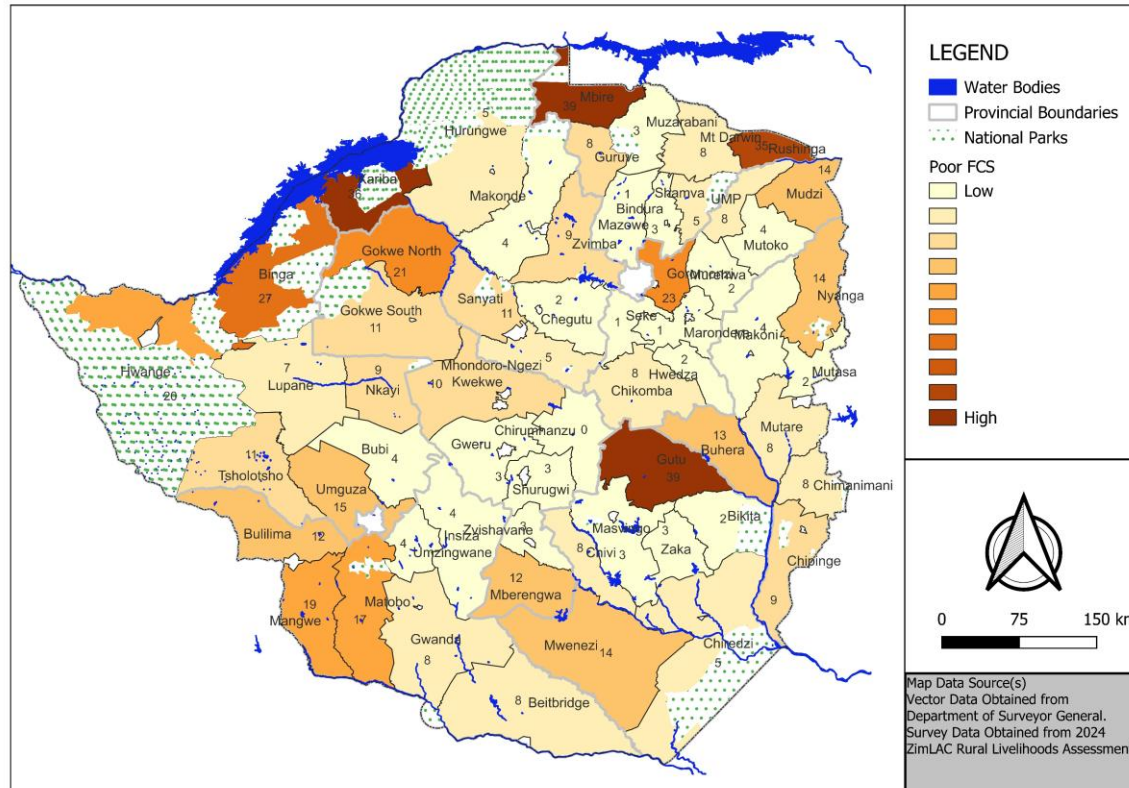 LEGEND
Water Bodies
Provincial Boundaries
National Parks
Poor FCS
Low
High
0 75 150 km
Map Data Source(s)
Vector Data Obtained from
Department of Surveyor General.
Survey Data Obtained from 2024
ZimLAC Rural Livelihoods Assessment
Mbire
39
Muzarabani
3
5
Hurungwe
8
Guruve
Mt Darwin
8
35
Rushinga
14
Mudzi
Kariba
Makonde
4
1
Bindura
Mazowe
3
Shamva
5
UMP
8
4
Mutoko
9
Zvimba
Gokwe North
21
Binga
27
Goromonzi
23
2
14
Nyanga
Gokwe South
11
Sanyati
11
2
Chegutu
Seke
1
1
Marondera
4
Makoni
2
Mutasa
Hwange
20
7
Lupane
9
Nkayi
Mhondoro-Ngezi
5
10
Kwekwe
2
Hwedza
8
Chikomba
Chirumhanzu
0
Gweru
3
13
Buhera
Mutare
8
Bubi
4
Gutu
39
11
Tsholotsho
Umguza
15
3
Shurugwi
8
Chimanimani
Bulilima
12
4
Insiza
Zvishavane
3
4
Umzingwane
Masvingo
8
Chivi
3
3
Zaka
2
Bikita
Chipinge
9
19
Mangwe
17
Matobo
12
Mberengwa
Gwanda
8
Mwenezi
14
Chiredzi
5
8
Beitbridge